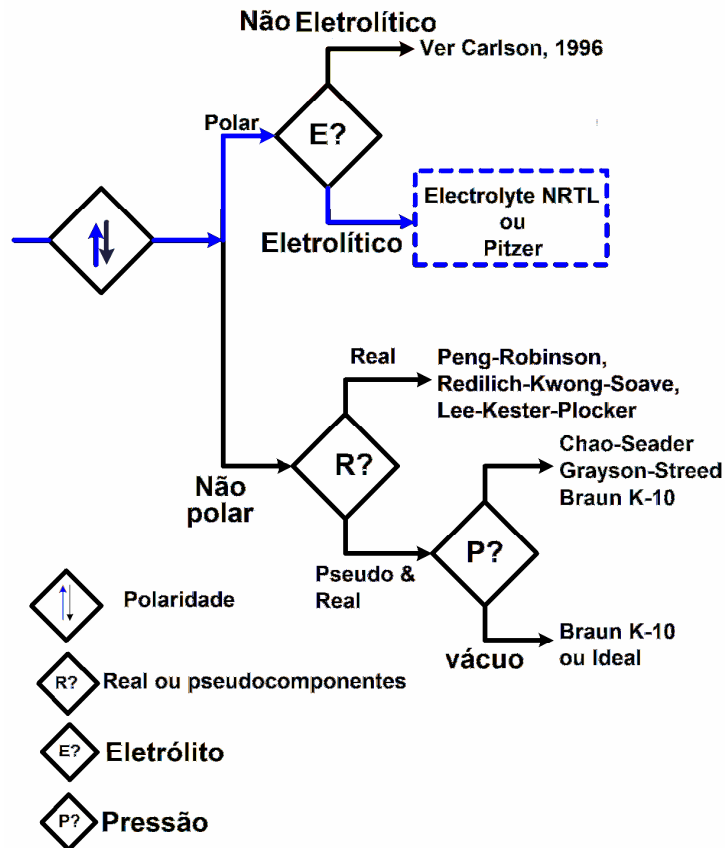 Não Eletrolítico
Ver Carlson, 1996
Polar
E?
Eletrolítico
Electrolyte NRTL
ou
Pitzer
Real
Peng-Robinson,
Redilich-Kwong-Soave,
Lee-Kester-Plocker
R?
Não
polar
Chao-Seader
Grayson-Streed
Braun K-10
P?
Pseudo &
Real
vácuo
Braun K-10
ou Ideal
Polaridade
R?
Real ou pseudocomponentes
E?
Eletrólito
P?
Pressão